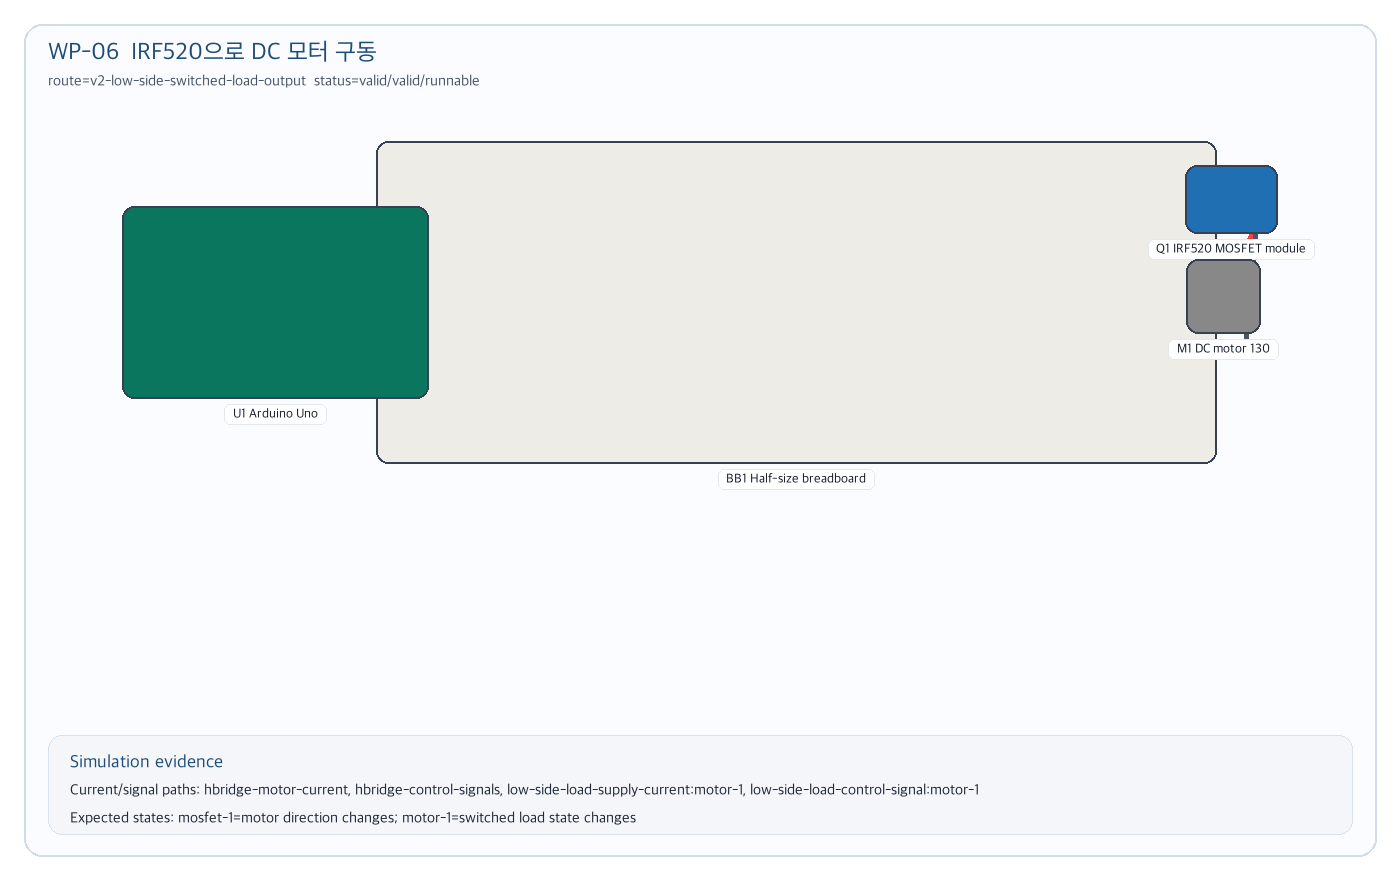 WP-06 IRF520으로 DC 모터 구동
route=v2-low-side-switched-load-output status=valid/valid/runnable
Q1 IRF520 MOSFET module
M1 DC motor 130
U1 Arduino Uno
BB1 Half-size breadboard
Simulation evidence
Current/signal paths: hbridge-motor-current, hbridge-control-signals, low-side-load-supply-current:motor-1, low-side-load-control-signal:motor-1
Expected states: mosfet-1=motor direction changes; motor-1=switched load state changes